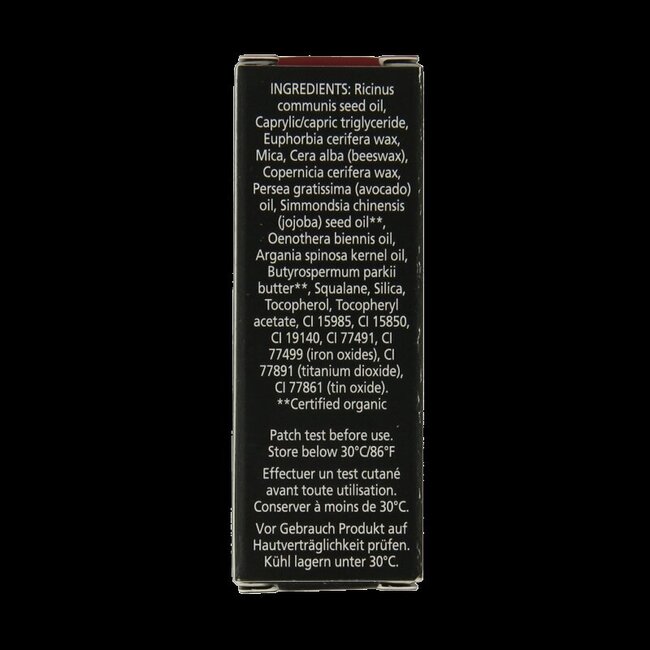 INGREDIENTS: Ricinus
communis seed oil,
Caprylic/capric triglyceride,
Euphorbia cerifera wax,
Mica, Cera alba (beeswax),
Copernicia cerifera wax,
Persea gratissima (avocado)
oil, Simmondsia chinensis
(jojoba) seed oil**,
Oenothera biennis oil,
Argania spinosa kernel oil,
Butyrospermum parkii
butter**, Squalane, Silica,
Tocopherol, Tocopheryl
acetate, CI 15985, CI 15850,
CI 19140, CI 77491, CI
77499 (iron oxides), CI
77891 (titanium dioxide),
CI 77861 (tin oxide).
**Certified organic
Patch test before use.
Store below 30°C/86°F
Effectuer un test cutané
avant toute utilisation.
Conserver à moins de 30°C.
Vor Gebrauch Produkt auf
Hautverträglichkeit prüfen.
Kühl lagern unter 30°C.